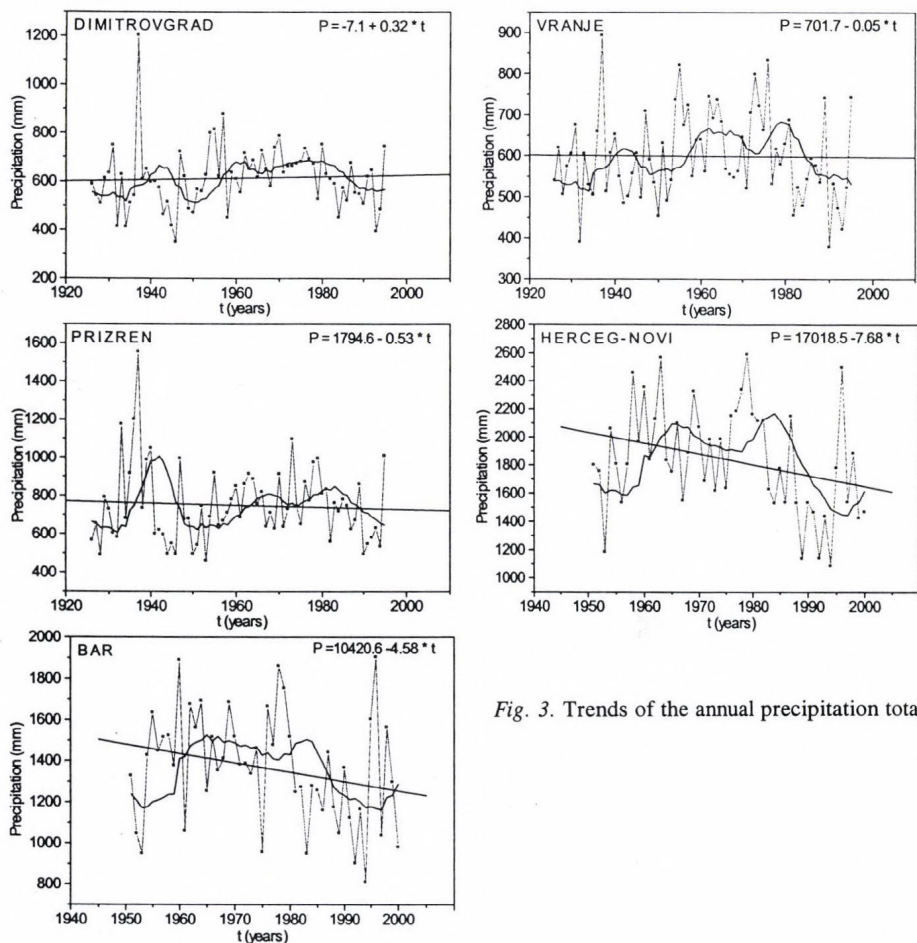 DIMITROVGRAD P = -7.1 + 0.32 * t
Precipitation (mm)
1200
1000
800
600
400
200
1920 1940 1960 1980 2000
t (years)
VRANJE P = 701.7 - 0.05 * t
Precipitation (mm)
900
800
700
600
500
400
300
1920 1930 1940 1950 1960 1970 1980 1990 2000
t (years)
PRIZREN P = 1794.6 - 0.53 * t
Precipitation (mm)
1600
1400
1200
1000
800
600
400
1920 1940 1960 1980 2000
t (years)
HERCEG-NOVI P = 17018.5 -7.68 * t
Precipitation (mm)
2800
2600
2400
2200
2000
1800
1600
1400
1200
1000
1940 1950 1960 1970 1980 1990 2000
t (years)
BAR P =10420.6 -4.58 * t
Precipitation (mm)
2000
1800
1600
1400
1200
1000
800
1940 1950 1960 1970 1980 1990 2000
t (years)
Fig. 3. Trends of the annual precipitation tota